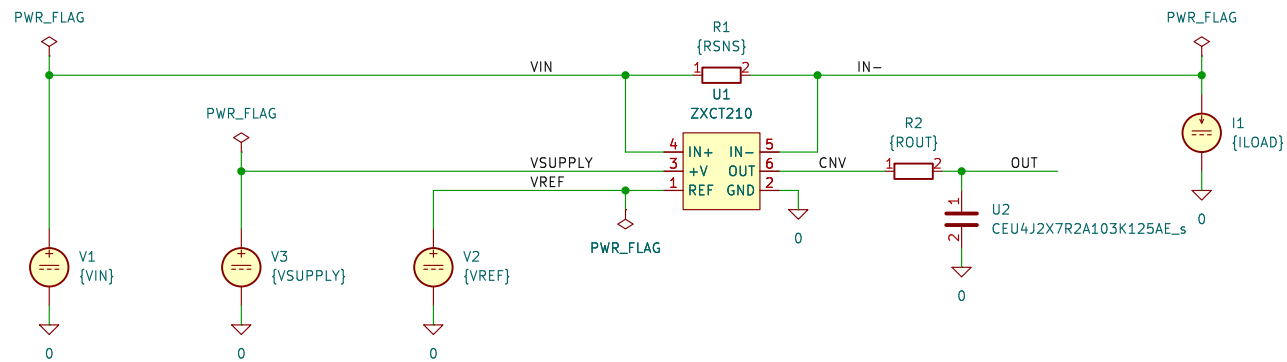 PWR_FLAG
PWR_FLAG
R1
{RSNS}
VIN
1
2
IN-
U1
ZXCT210
PWR_FLAG
I1
{ILOAD}
R2
{ROUT}
4
IN+
IN-
5
VSUPPLY
3
+V
OUT
6
CNV
1
2
OUT
VREF
1
REF
GND
2
1
U2
CEU4J2X7R2A103K125AE_s
2
0
0
PWR_FLAG
V1
{VIN}
V3
{VSUPPLY}
V2
{VREF}
0
0
0
0